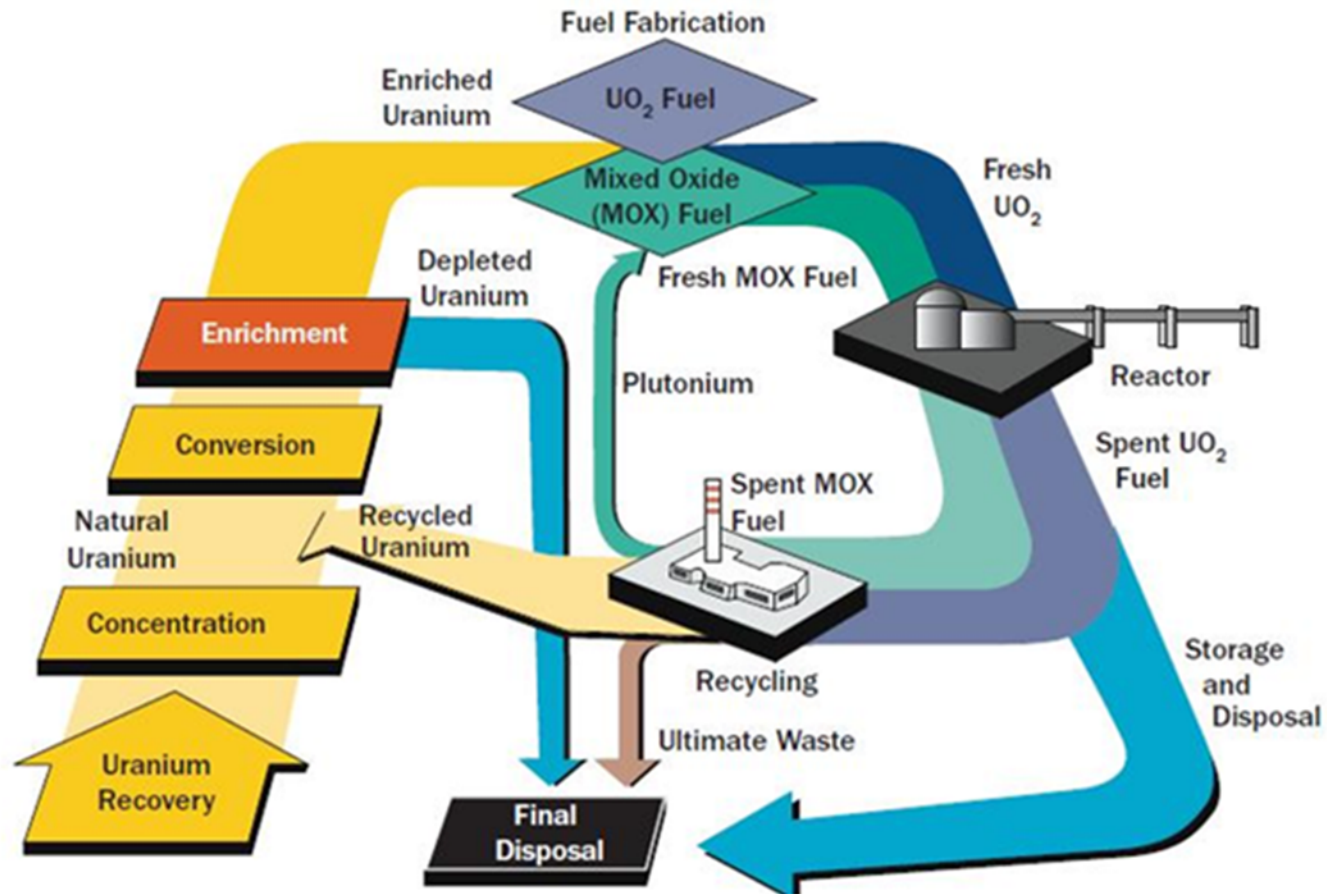 Fuel Fabrication
Enriched
Uranium
UO₂ Fuel
Mixed Oxide
(MOX) Fuel
Fresh
UO₂
Depleted
Uranium
Fresh MOX Fuel
Enrichment
Plutonium
Reactor
Conversion
Spent UO₂
Fuel
Spent MOX
Fuel
Natural
Uranium
Recycled
Uranium
Concentration
Recycling
Storage
and
Disposal
Ultimate Waste
Uranium
Recovery
Final
Disposal